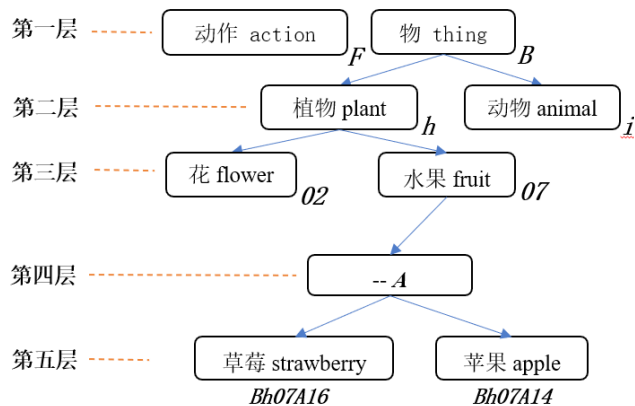 第一层 动作 action 物 thing
F B
第二层 植物 plant 动物 animal
h i
第三层 花 flower 水果 fruit
02 07
第四层 -- A
第五层 草莓 strawberry 苹果 apple
Bh07A16 Bh07A14